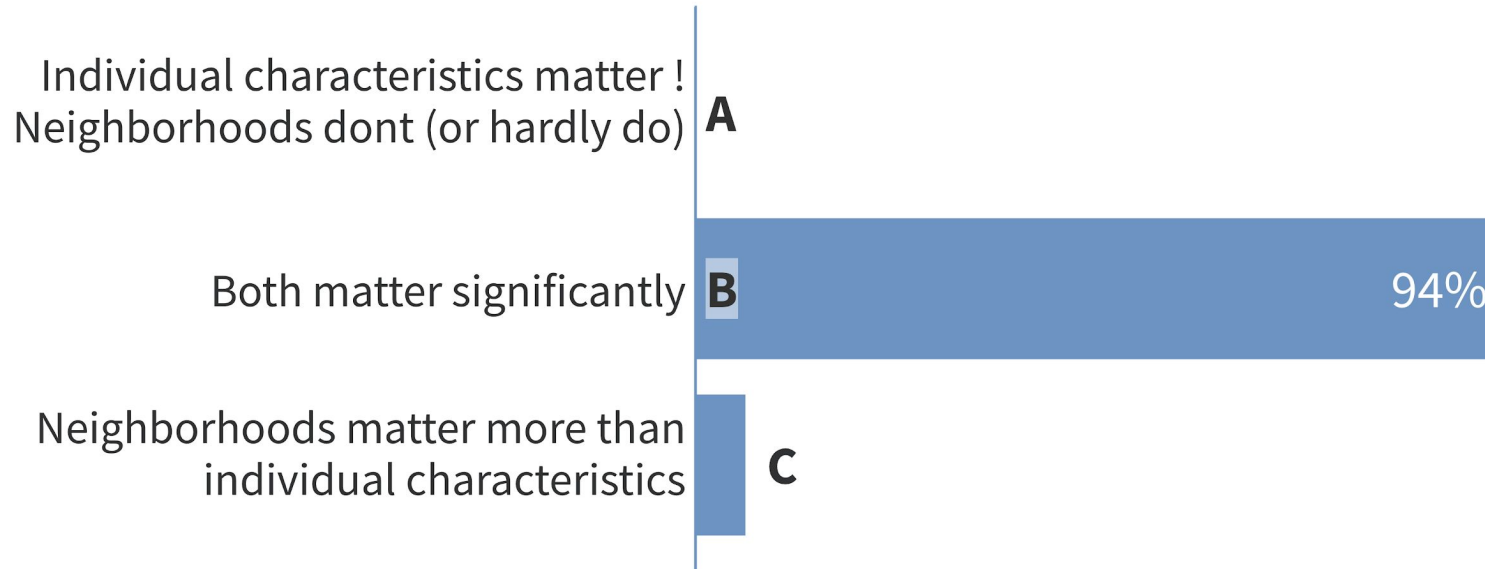 Individual characteristics matter !
Neighborhoods dont (or hardly do)
A
Both matter significantly
B
94%
Neighborhoods matter more than
individual characteristics
C